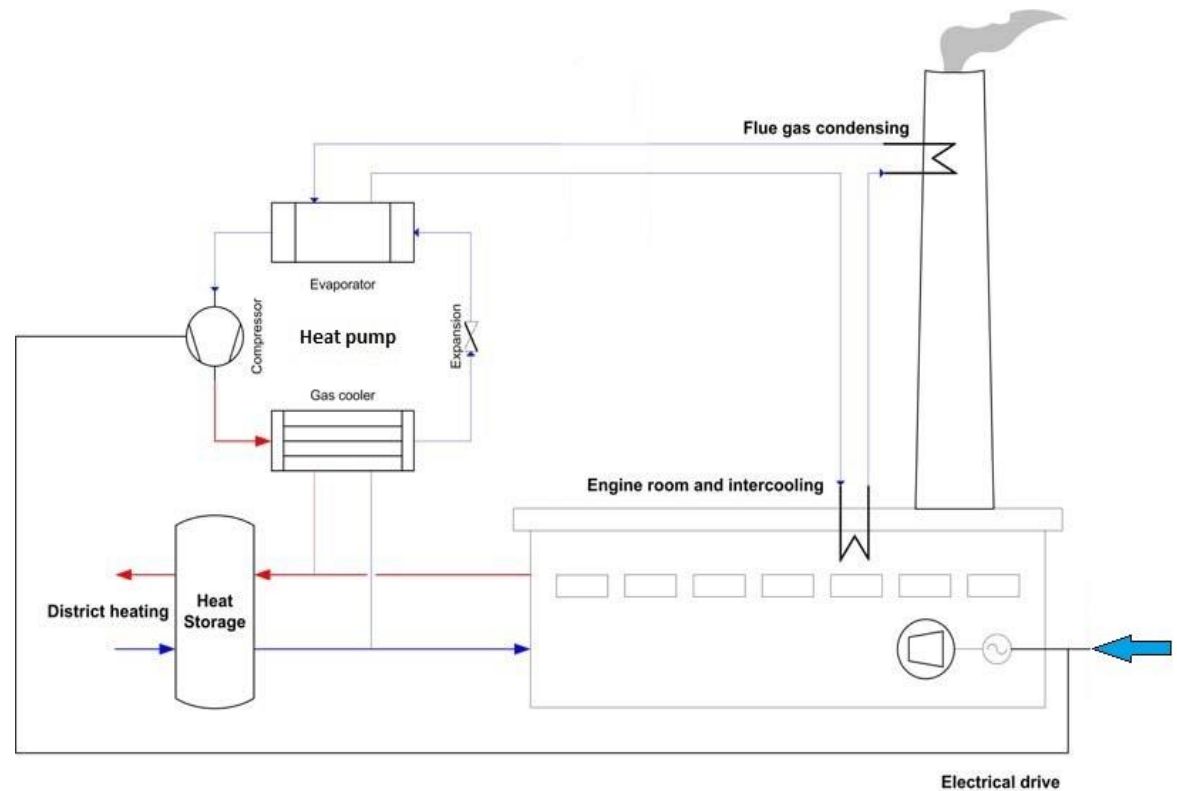 Flue gas condensing
Evaporator
Compressor
Heat pump
Expansion
Gas cooler
Engine room and intercooling
District heating
Heat
Storage
Electrical drive